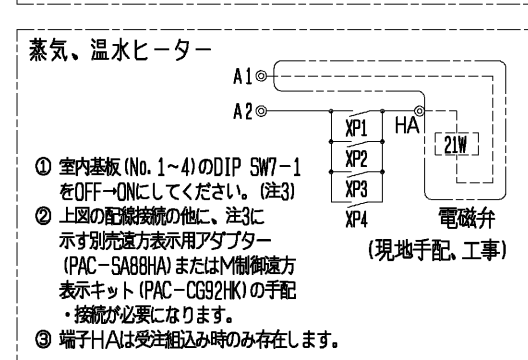 蒸気、温水ヒーター
A1
A2
XP1
HA
21W
XP2
XP3
XP4
電磁弁
(現地手配、工事)
① 室内基板(No. 1~4)のDIP SW7-1
をOFF→ONにしてください。(注3)
② 上図の配線接続の他に、注3に
示す別売遠方表示用アダプター
(PAC-SA88HA)またはM制御遠方
表示キット(PAC-CG92HK)の手配
・接続が必要になります。
③ 端子HAは受注組込み時のみ存在します。